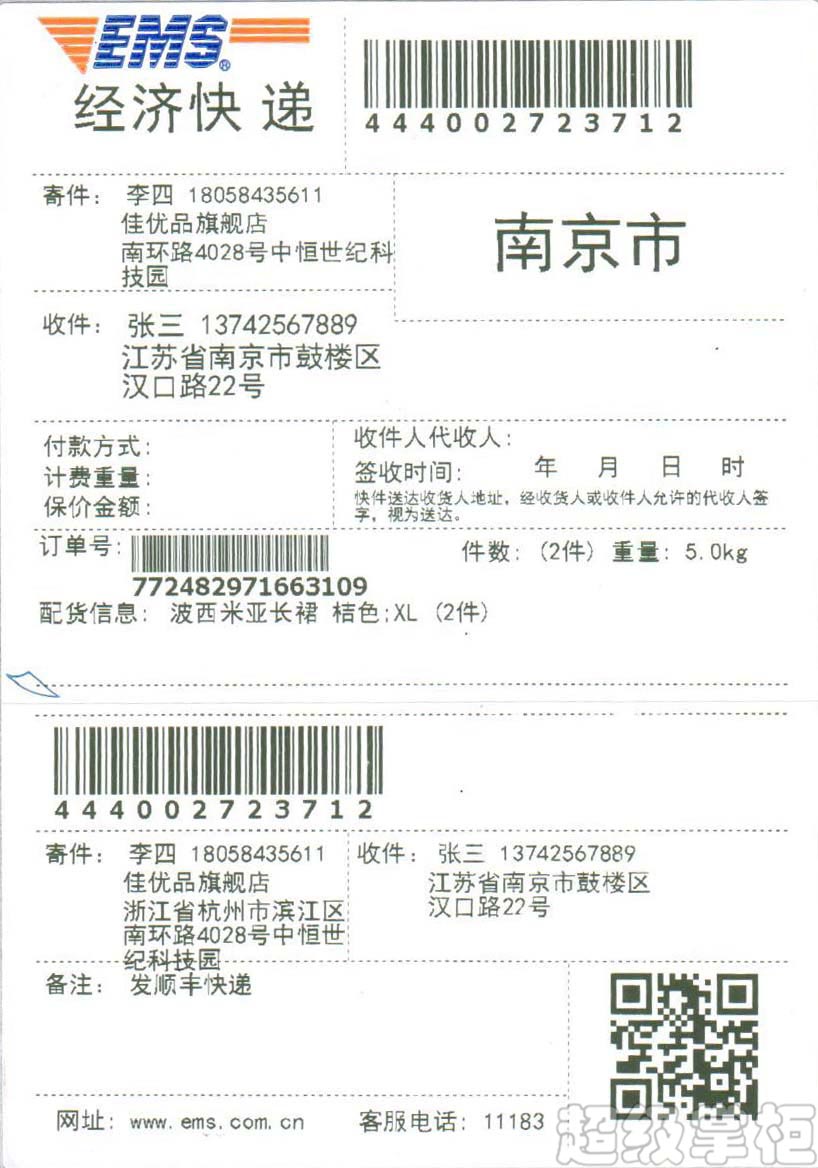 EMS®
经济快递
444002723712
寄件： 李四 18058435611
佳优品旗舰店
南环路4028号中恒世纪科
技园
南京市
收件： 张三 13742567889
江苏省南京市鼓楼区
汉口路22号
付款方式：
计费重量：
保价金额：
收件人代收人：
签收时间： 年 月 日 时
快件送达收货人地址，经收货人或收件人允许的代收人签
字，视为送达。
订单号：
772482971663109
件数：（2件）重量：5.0kg
配货信息： 波西米亚长裙 桔色;XL（2件）
444002723712
寄件： 李四 18058435611
佳优品旗舰店
浙江省杭州市滨江区
南环路4028号中恒世
纪科技园
收件： 张三 13742567889
江苏省南京市鼓楼区
汉口路22号
备注： 发顺丰快递
网址：www.ems.com.cn 客服电话：11183
超级掌柜